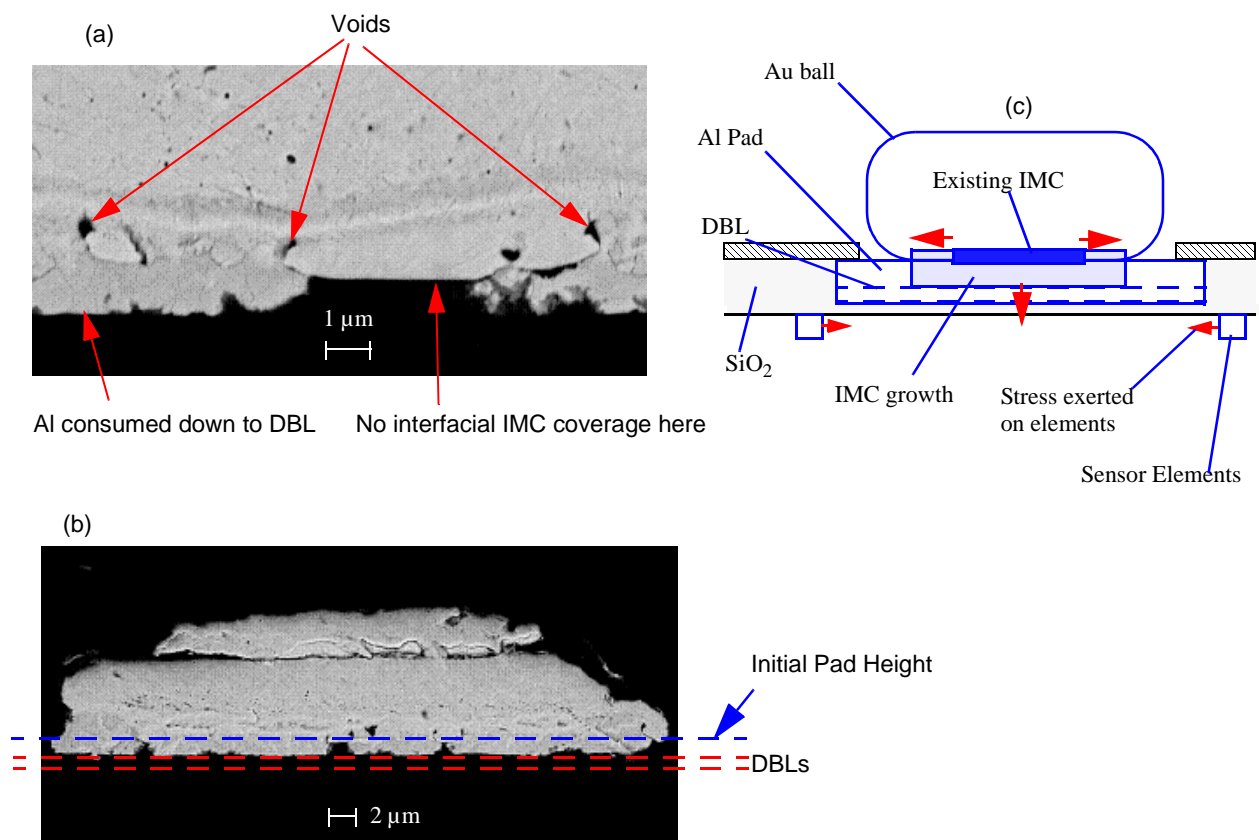 (a)
Voids
1 µm
Al consumed down to DBL
No interfacial IMC coverage here
(c)
Au ball
Al Pad
Existing IMC
DBL
SiO2
IMC growth
Stress exerted
on elements
Sensor Elements
(b)
Initial Pad Height
DBLs
2 µm